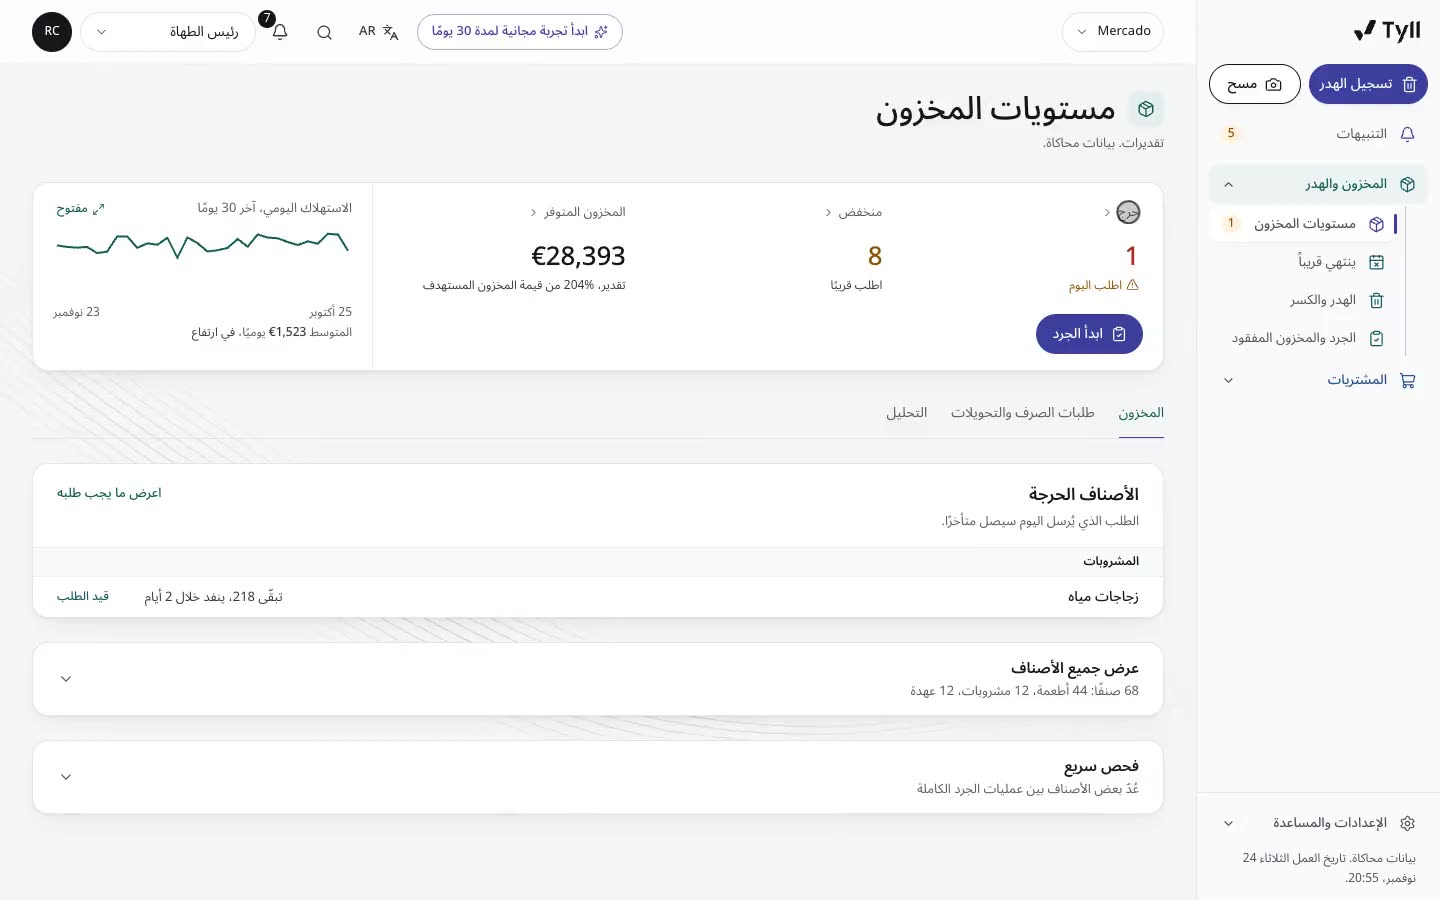 Tyll
تسجيل الهدر
مسح
التنبيهات
5
المخزون والهدر
مستويات المخزون
1
ينتهي قريباً
الهدر والكسر
الجرد والمخزون المفقود
المشتريات
الإعدادات والمساعدة
بيانات محاكاة. تاريخ العمل الثلاثاء 24
نوفمبر، 20:55.
Mercado
ابدأ تجربة مجانية لمدة 30 يومًا
AR
7
رئيس الطهاة
RC
مستويات المخزون
تقديرات. بيانات محاكاة.
حرج
1
اطلب اليوم
ابدأ الجرد
منخفض
8
اطلب قريبًا
المخزون المتوفر
€28,393
تقدير، 204% من قيمة المخزون المستهدف
الاستهلاك اليومي، آخر 30 يومًا
مفتوح
25 أكتوبر
23 نوفمبر
المتوسط €1,523 يوميًا، في ارتفاع
المخزون
طلبات الصرف والتحويلات
التحليل
الأصناف الحرجة
اعرض ما يجب طلبه
الطلب الذي يُرسل اليوم سيصل متأخرًا.
المشروبات
زجاجات مياه
تبقّى 218، ينفد خلال 2 أيام
قيد الطلب
عرض جميع الأصناف
68 صنفًا: 44 أطعمة، 12 مشروبات، 12 عهدة
فحص سريع
عُدّ بعض الأصناف بين عمليات الجرد الكاملة